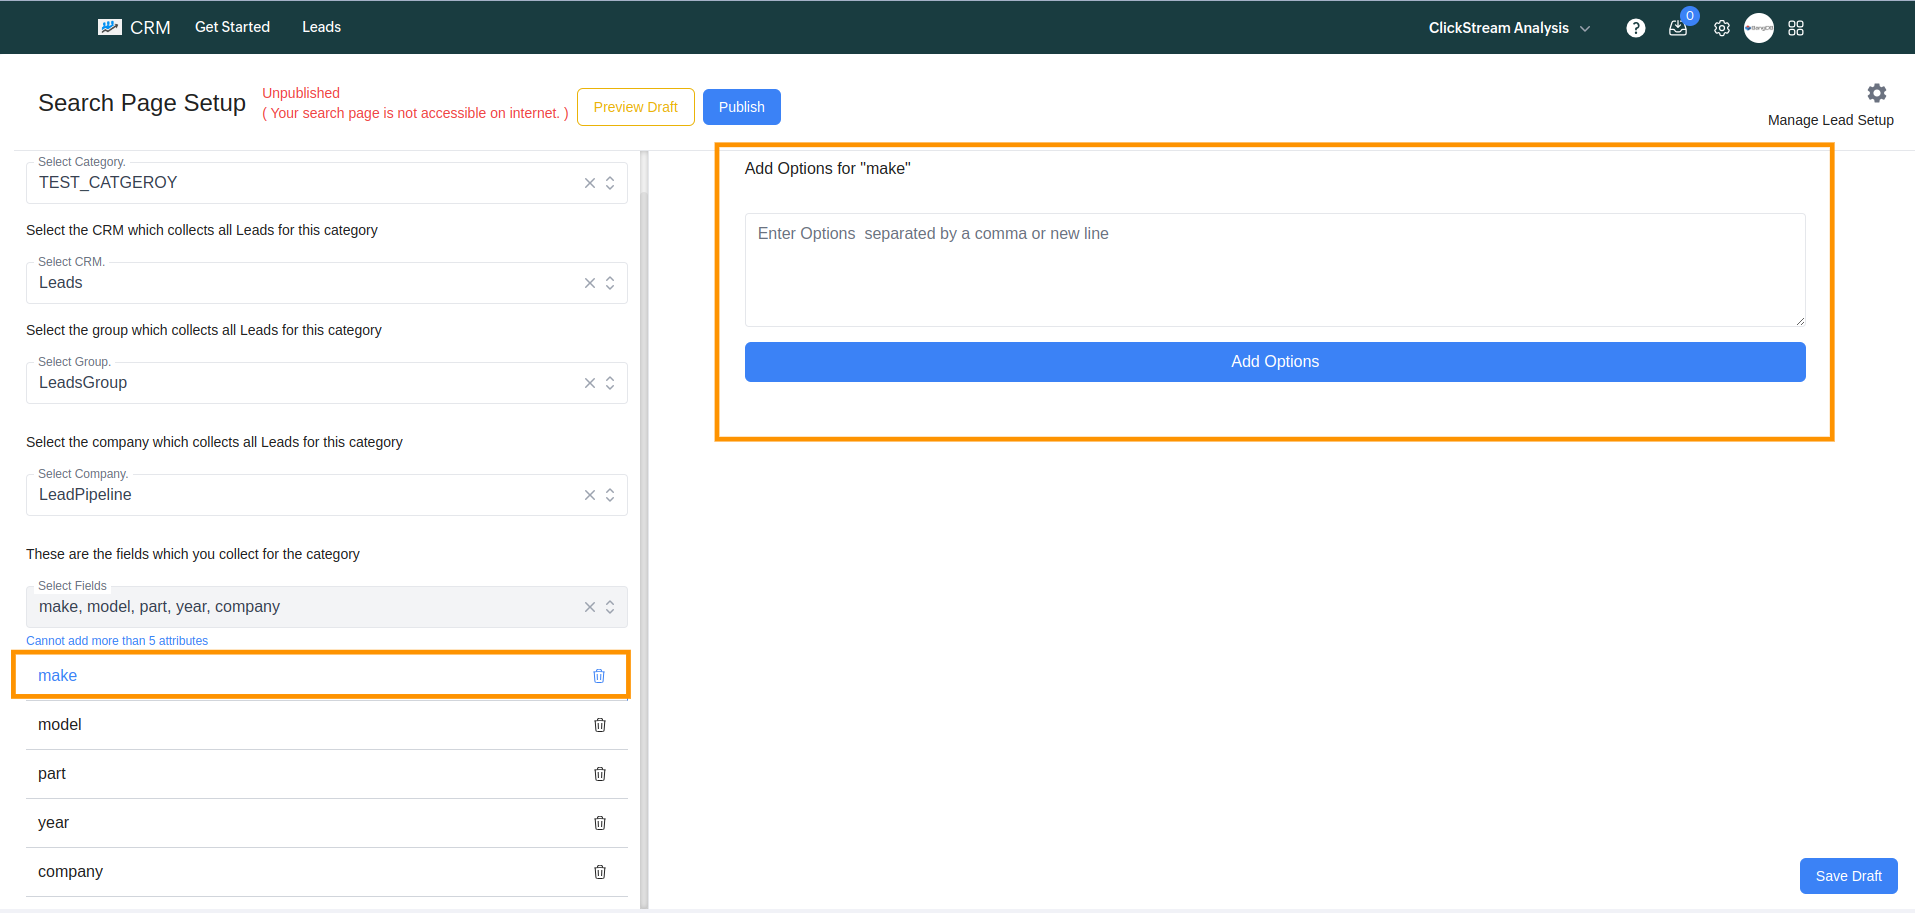 CRM Get Started Leads ClickStream Analysis ? 0 BangDB
Search Page Setup
Unpublished
( Your search page is not accessible on internet. )
Preview Draft
Publish
Manage Lead Setup
Select Category.
TEST_CATGEROY
Select the CRM which collects all Leads for this category
Select CRM.
Leads
Select the group which collects all Leads for this category
Select Group.
LeadsGroup
Select the company which collects all Leads for this category
Select Company.
LeadPipeline
These are the fields which you collect for the category
Select Fields
make, model, part, year, company
Cannot add more than 5 attributes
make
model
part
year
company
Add Options for "make"
Enter Options  separated by a comma or new line
Add Options
Save Draft